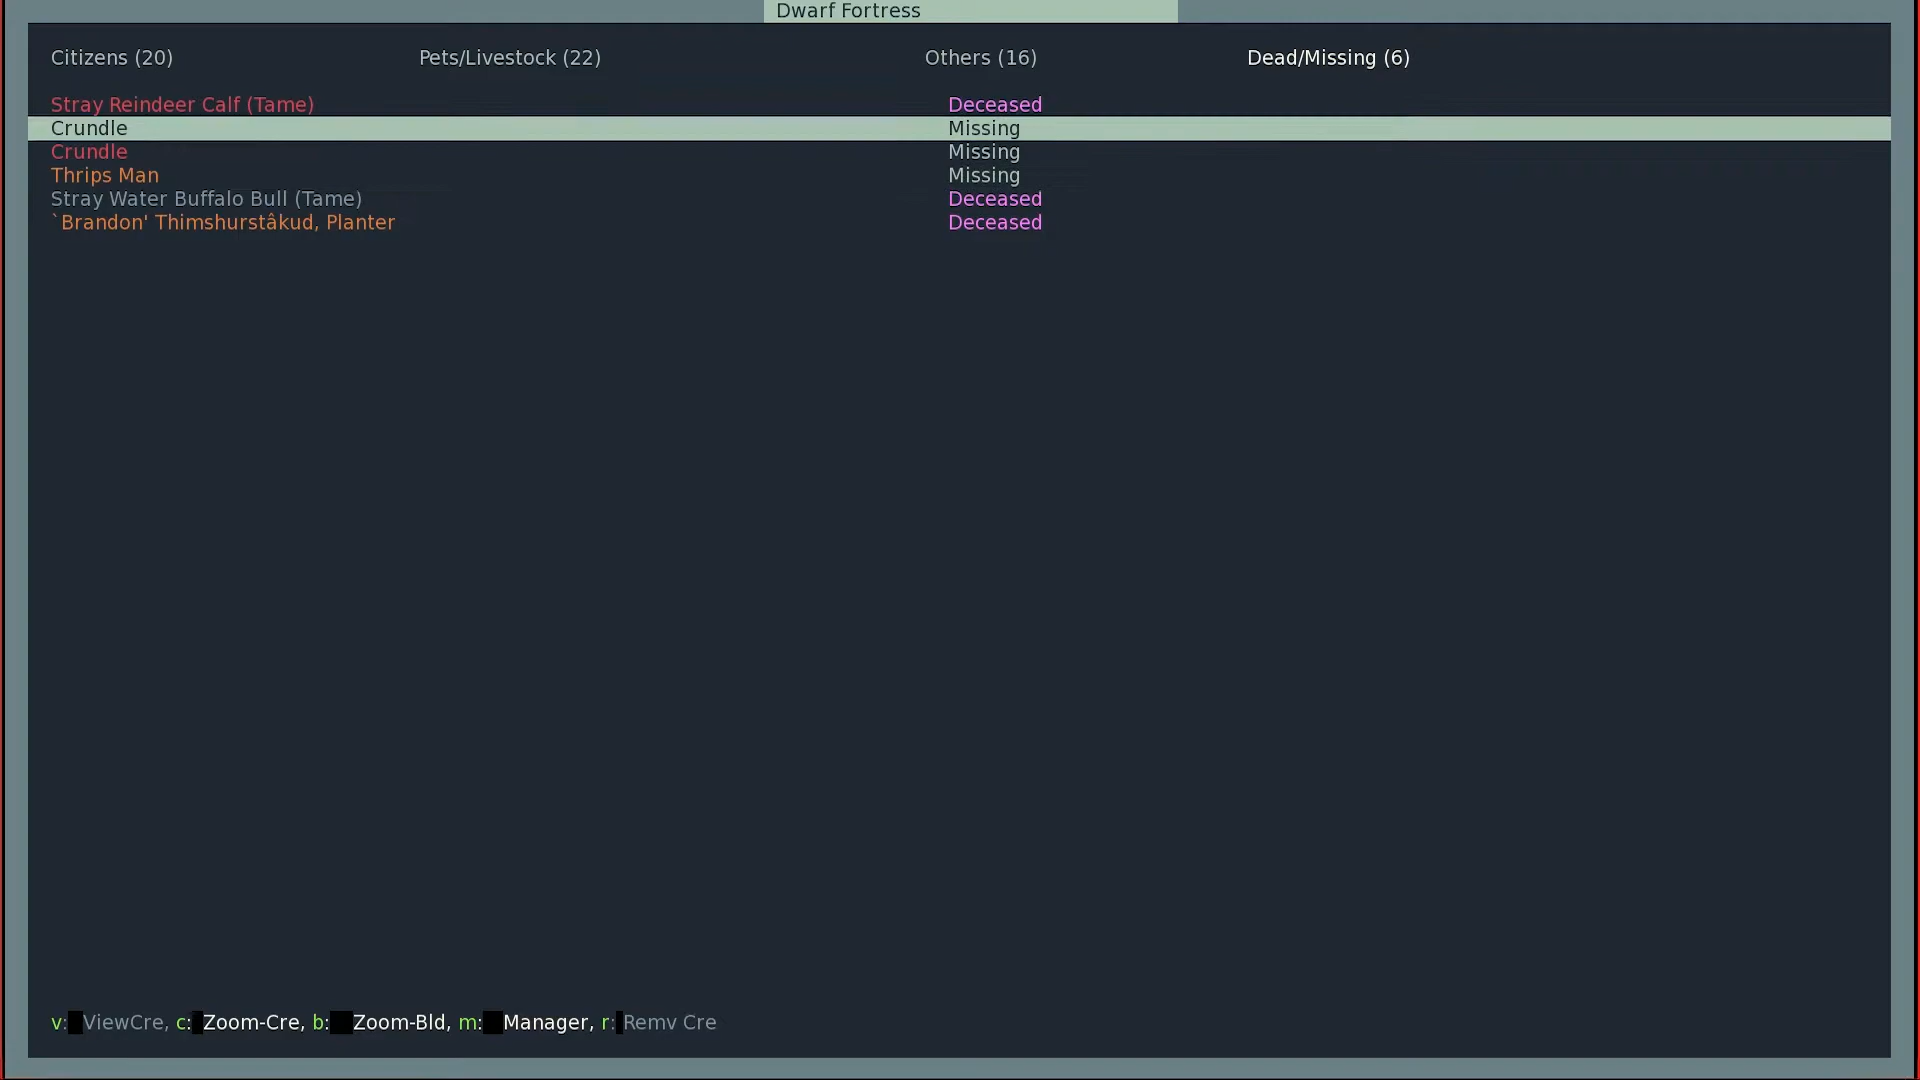 Dwarf Fortress
Citizens (20) Pets/Livestock (22) Others (16) Dead/Missing (6)
Stray Reindeer Calf (Tame) Deceased
Crundle Missing
Crundle Missing
Thrips Man Missing
Stray Water Buffalo Bull (Tame) Deceased
`Brandon' Thimshurstâkud, Planter Deceased
v: ViewCre, c: Zoom-Cre, b: Zoom-Bld, m: Manager, r: Remv Cre